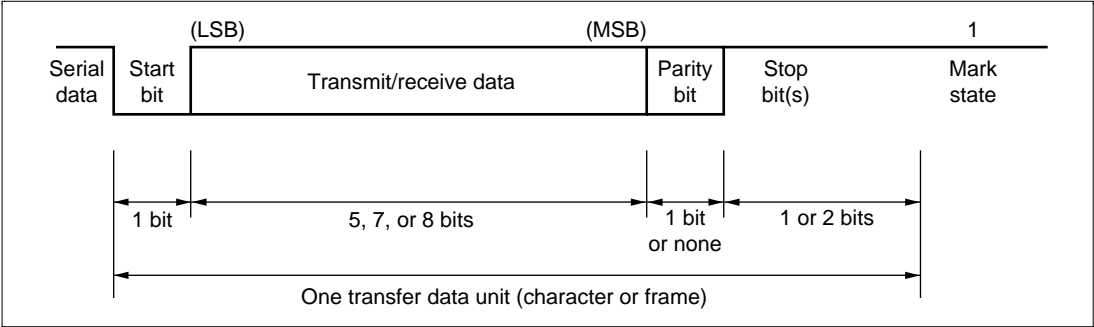 (LSB) (MSB) 1
Serial data
Start bit
Transmit/receive data
Parity bit
Stop bit(s)
Mark state
1 bit
5, 7, or 8 bits
1 bit or none
1 or 2 bits
One transfer data unit (character or frame)